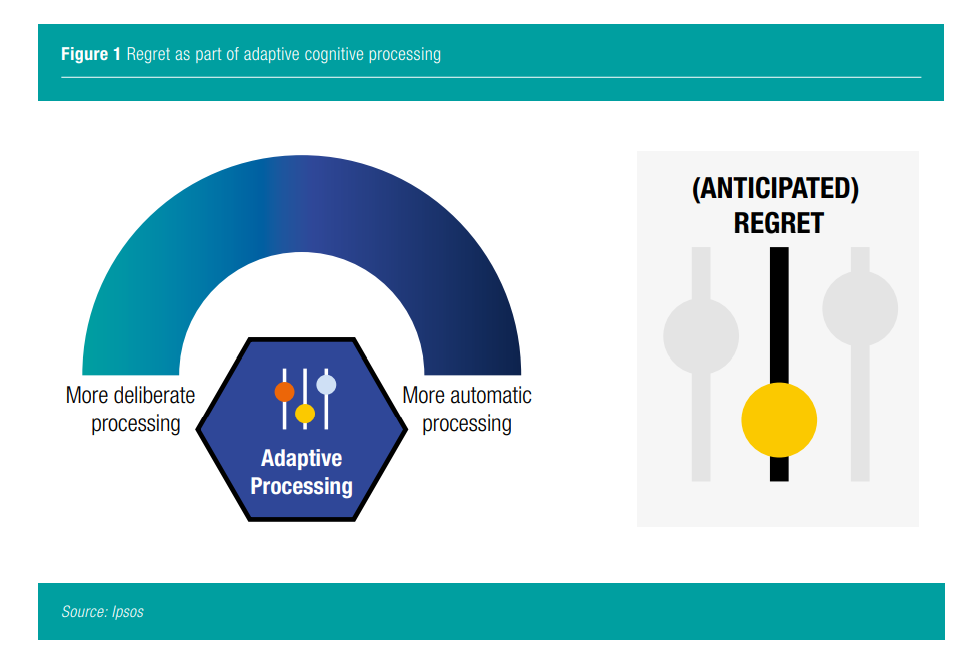 Figure 1 Regret as part of adaptive cognitive processing
(ANTICIPATED)
REGRET
More deliberate
processing
More automatic
processing
Adaptive
Processing
Source: Ipsos